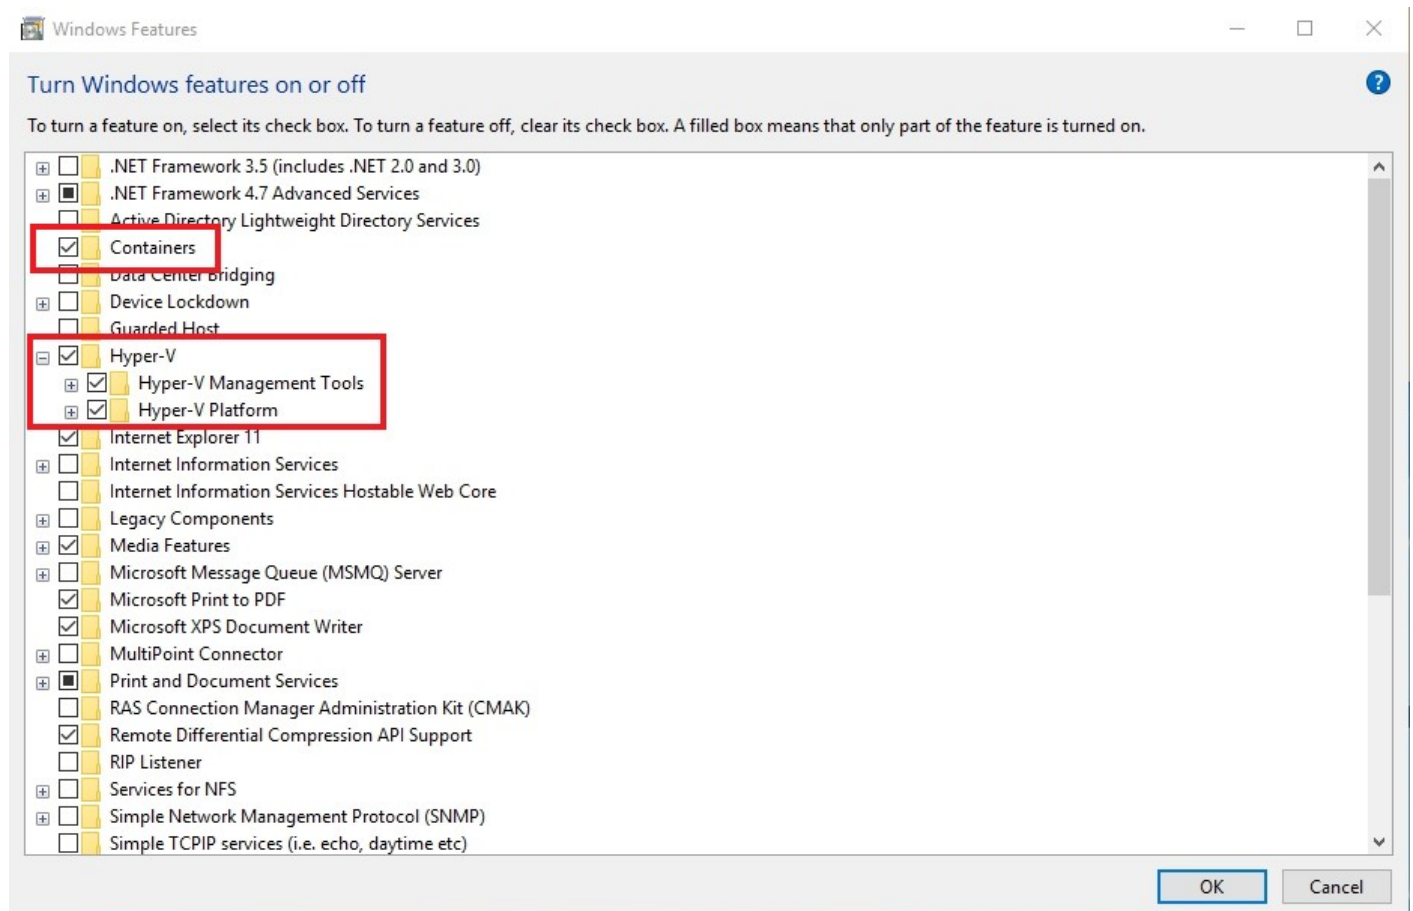 Windows Features
Turn Windows features on or off
?
To turn a feature on, select its check box. To turn a feature off, clear its check box. A filled box means that only part of the feature is turned on.
.NET Framework 3.5 (includes .NET 2.0 and 3.0)
.NET Framework 4.7 Advanced Services
Active Directory Lightweight Directory Services
Containers
Data Center Bridging
Device Lockdown
Guarded Host
Hyper-V
Hyper-V Management Tools
Hyper-V Platform
Internet Explorer 11
Internet Information Services
Internet Information Services Hostable Web Core
Legacy Components
Media Features
Microsoft Message Queue (MSMQ) Server
Microsoft Print to PDF
Microsoft XPS Document Writer
MultiPoint Connector
Print and Document Services
RAS Connection Manager Administration Kit (CMAK)
Remote Differential Compression API Support
RIP Listener
Services for NFS
Simple Network Management Protocol (SNMP)
Simple TCPIP services (i.e. echo, daytime etc)
OK Cancel